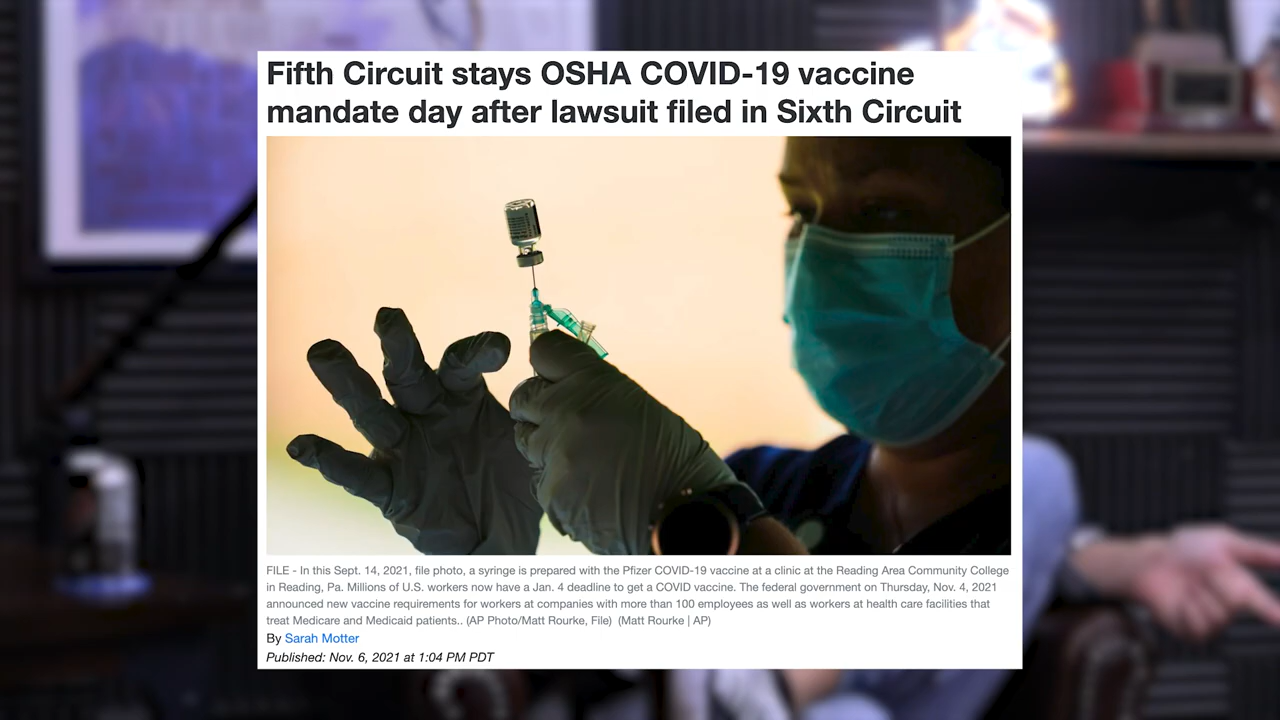 Fifth Circuit stays OSHA COVID-19 vaccine
mandate day after lawsuit filed in Sixth Circuit
FILE - In this Sept. 14, 2021, file photo, a syringe is prepared with the Pfizer COVID-19 vaccine at a clinic at the Reading Area Community College
in Reading, Pa. Millions of U.S. workers now have a Jan. 4 deadline to get a COVID vaccine. The federal government on Thursday, Nov. 4, 2021
announced new vaccine requirements for workers at companies with more than 100 employees as well as workers at health care facilities that
treat Medicare and Medicaid patients.. (AP Photo/Matt Rourke, File) (Matt Rourke | AP)
By Sarah Motter
Published: Nov. 6, 2021 at 1:04 PM PDT